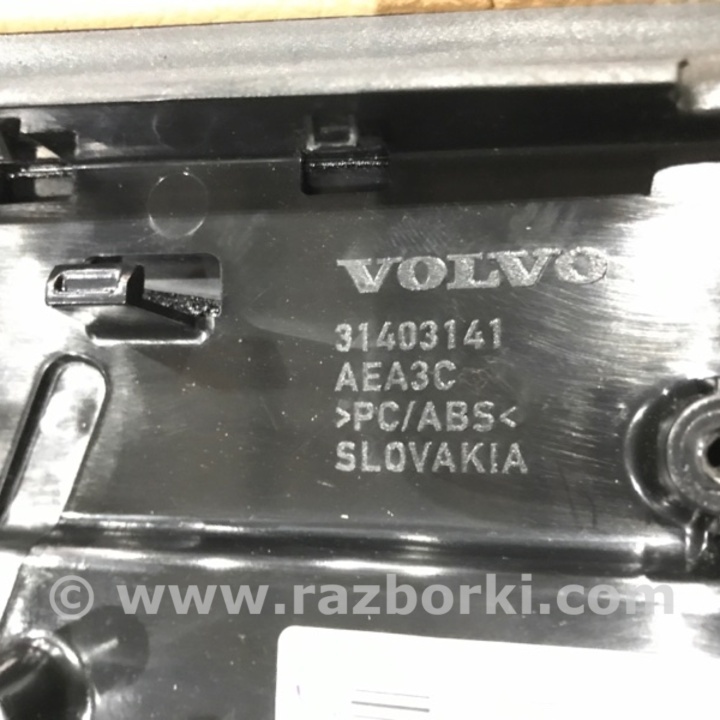 VOLVO
31403141
AEA3C
>PC/ABS<
SLOVAKIA
© www.razborki.com